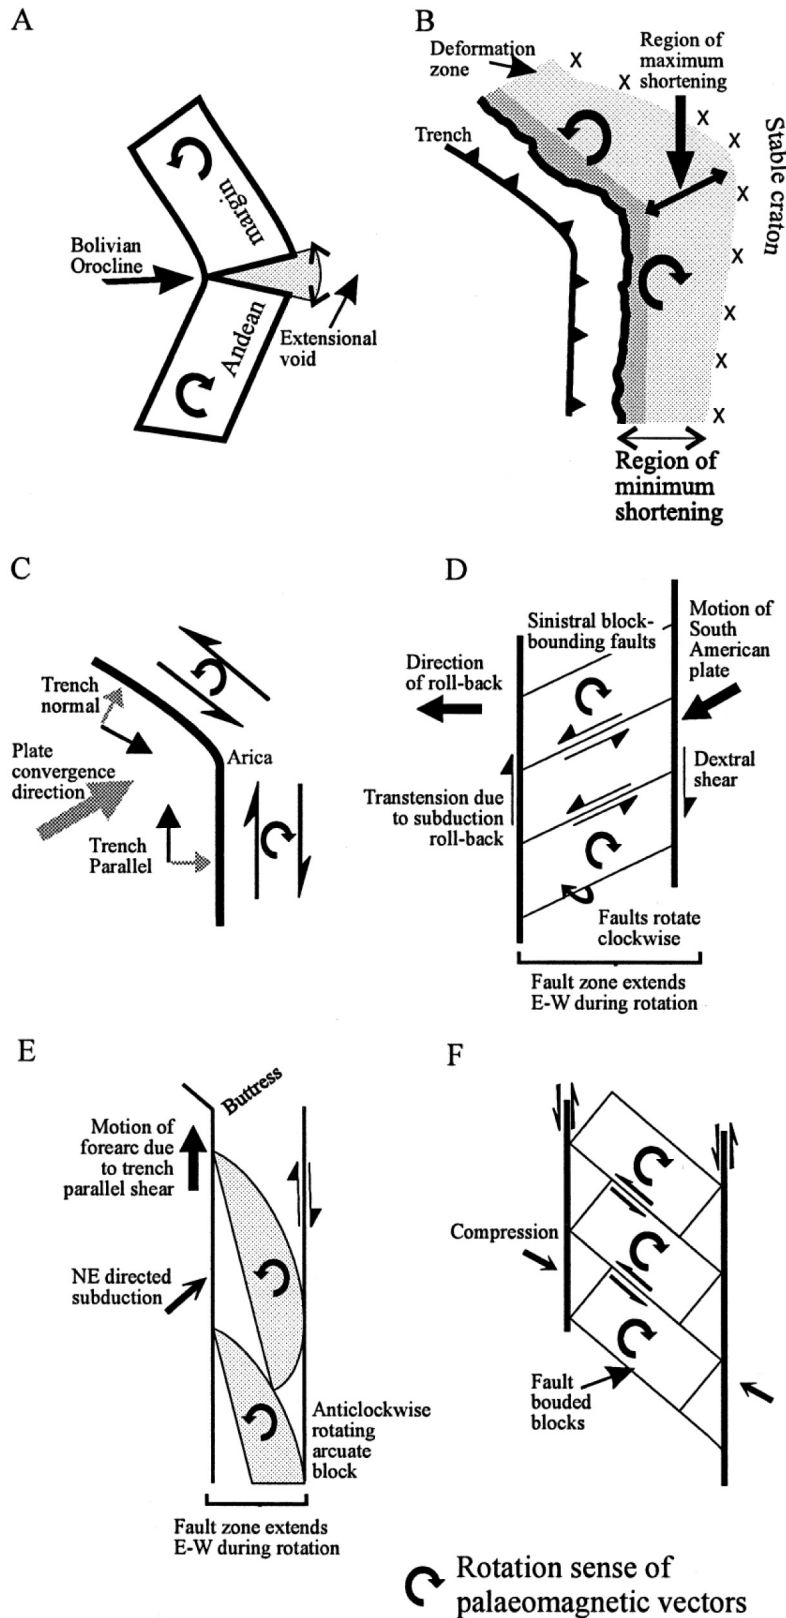 A
margin
Bolivian
Orocline
Andean
Extensional
void
B
Deformation
zone
Region of
maximum
shortening
Trench
Stable craton
X
X
X
X
X
X
X
X
X
X
Region of
minimum
shortening
C
Trench
normal
Plate
convergence
direction
Arica
Trench
Parallel
D
Sinistral block-
bounding faults
Motion of
South
American
plate
Direction
of roll-back
Transtension due
to subduction
roll-back
Dextral
shear
Faults rotate
clockwise
Fault zone extends
E-W during rotation
E
Buttress
Motion of
forearc due
to trench
parallel shear
NE directed
subduction
Anticlockwise
rotating
arcuate
block
Fault zone extends
E-W during rotation
F
Compression
Fault
bouded
blocks
Rotation sense of
palaeomagnetic vectors